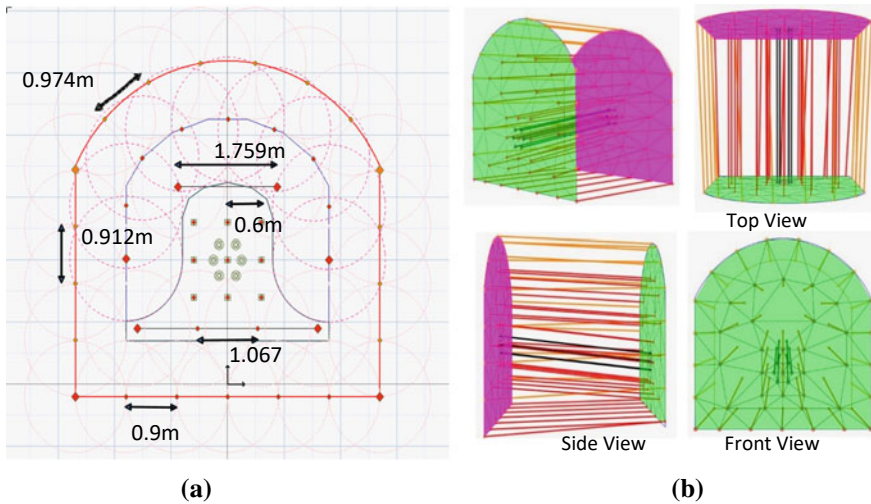 0.974m
1.759m
0.6m
0.912m
1.067
0.9m
Top View
Side View
Front View
(a)
(b)